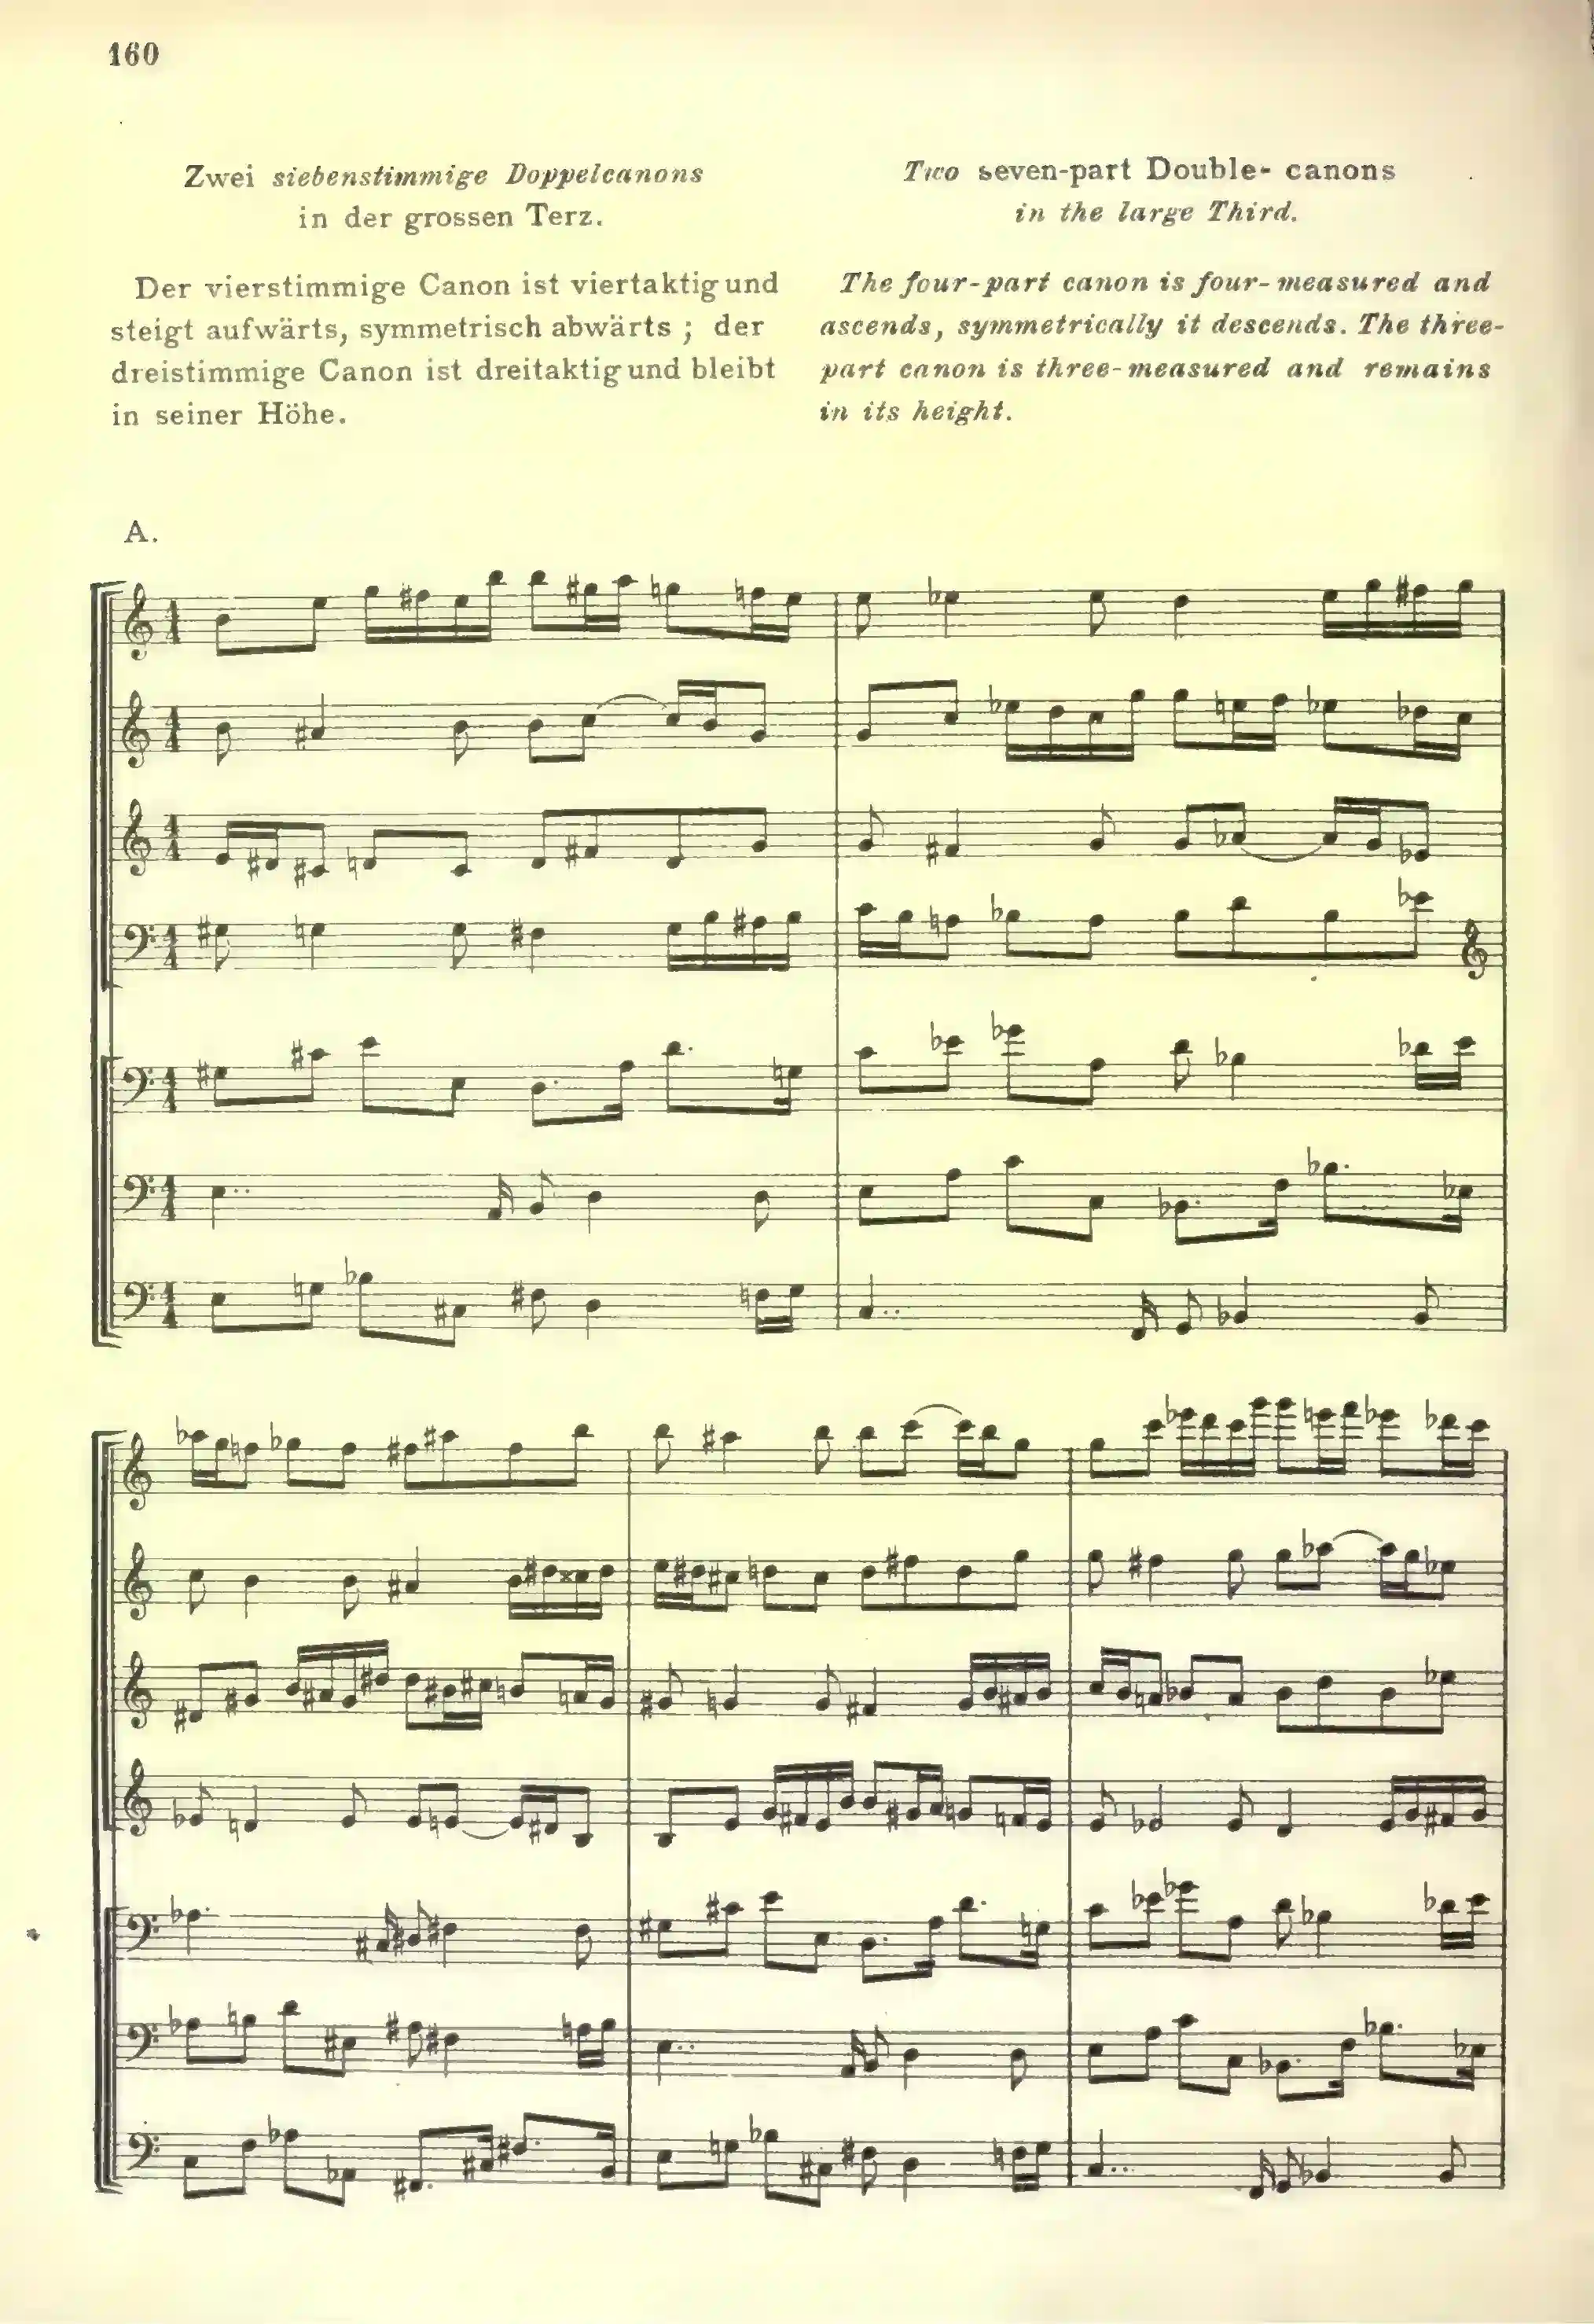 160
Zwei siebenstimmige Doppelcanons
in der grossen Terz.
Der vierstimmige Canon ist viertaktig und
steigt aufwärts, symmetrisch abwärts ; der
dreistimmige Canon ist dreitaktig und bleibt
in seiner Höhe.
Two seven-part Double- canons
in the large Third.
The four-part canon is four-measured and
ascends, symmetrically it descends. The three-
part canon is three-measured and remains
in its height.
A.